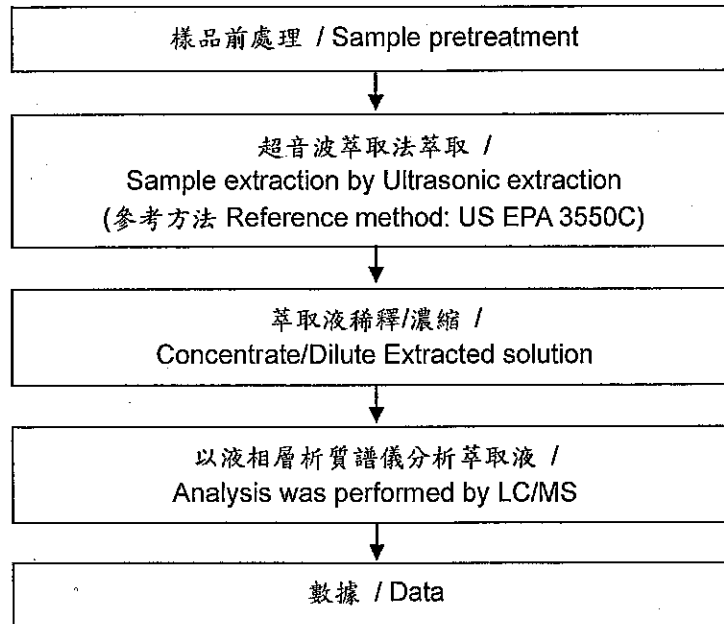 樣品前處理 / Sample pretreatment
超音波萃取法萃取 /
Sample extraction by Ultrasonic extraction
(參考方法 Reference method: US EPA 3550C)
萃取液稀釋/濃縮 /
Concentrate/Dilute Extracted solution
以液相層析質譜儀分析萃取液 /
Analysis was performed by LC/MS
數據 / Data